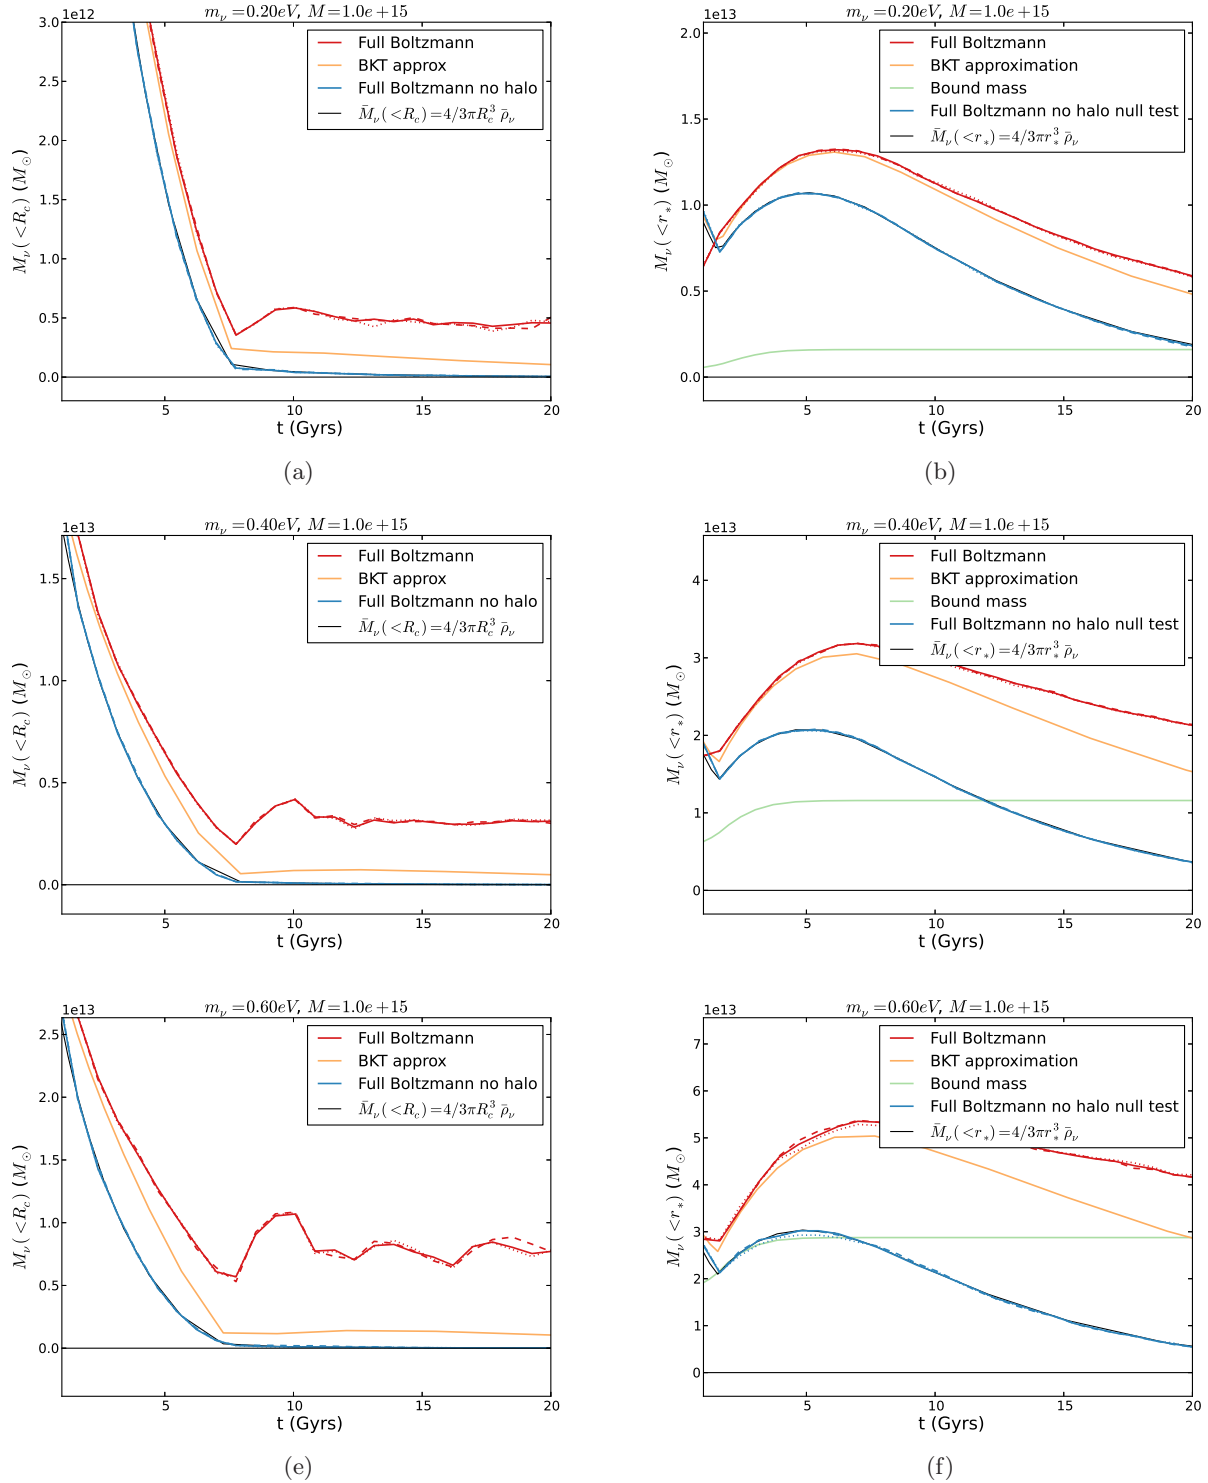 1e12
m_ν = 0.20eV, M = 1.0e+15
3.0
2.5
2.0
1.5
1.0
0.5
0.0
M_ν(<R_c) (M_⊙)
Full Boltzmann
BKT approx
Full Boltzmann no halo
M̄_ν(<R_c) = 4/3πR_c^3 ρ̄_ν
5 10 15 20
t (Gyrs)
(a)
1e13
m_ν = 0.20eV, M = 1.0e+15
2.0
1.5
1.0
0.5
0.0
M_ν(<r_*) (M_⊙)
Full Boltzmann
BKT approximation
Bound mass
Full Boltzmann no halo null test
M̄_ν(<r_*) = 4/3πr_*^3 ρ̄_ν
5 10 15 20
t (Gyrs)
(b)
1e13
m_ν = 0.40eV, M = 1.0e+15
1.5
1.0
0.5
0.0
M_ν(<R_c) (M_⊙)
Full Boltzmann
BKT approx
Full Boltzmann no halo
M̄_ν(<R_c) = 4/3πR_c^3 ρ̄_ν
5 10 15 20
t (Gyrs)
1e13
m_ν = 0.40eV, M = 1.0e+15
4
3
2
1
0
M_ν(<r_*) (M_⊙)
Full Boltzmann
BKT approximation
Bound mass
Full Boltzmann no halo null test
M̄_ν(<r_*) = 4/3πr_*^3 ρ̄_ν
5 10 15 20
t (Gyrs)
1e13
m_ν = 0.60eV, M = 1.0e+15
2.5
2.0
1.5
1.0
0.5
0.0
M_ν(<R_c) (M_⊙)
Full Boltzmann
BKT approx
Full Boltzmann no halo
M̄_ν(<R_c) = 4/3πR_c^3 ρ̄_ν
5 10 15 20
t (Gyrs)
(e)
1e13
m_ν = 0.60eV, M = 1.0e+15
7
6
5
4
3
2
1
0
M_ν(<r_*) (M_⊙)
Full Boltzmann
BKT approximation
Bound mass
Full Boltzmann no halo null test
M̄_ν(<r_*) = 4/3πr_*^3 ρ̄_ν
5 10 15 20
t (Gyrs)
(f)